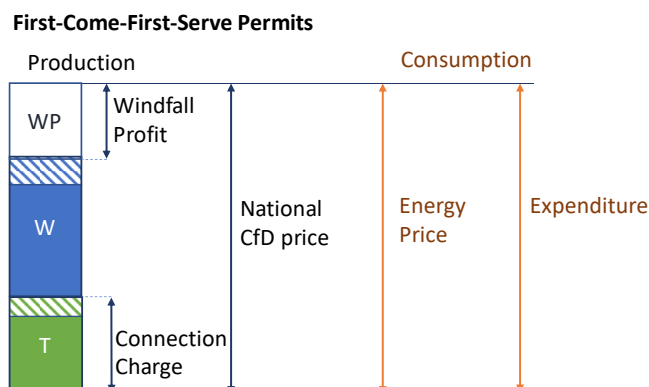 First-Come-First-Serve Permits
Production
Consumption
WP
Windfall
Profit
W
National
CfD price
Energy
Price
Expenditure
T
Connection
Charge